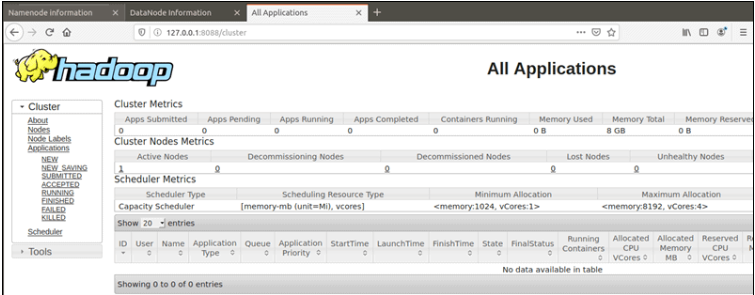 Namenode information × DataNode Information × All Applications × +
127.0.0.1:8088/cluster
hadoop
All Applications
Cluster
About
Nodes
Node Labels
Applications
NEW
NEW_SAVING
SUBMITTED
ACCEPTED
RUNNING
FINISHED
FAILED
KILLED
Scheduler
Tools
Cluster Metrics
Apps Submitted Apps Pending Apps Running Apps Completed Containers Running Memory Used Memory Total Memory Reserve
0 0 0 0 0 0 B 8 GB 0 B
Cluster Nodes Metrics
Active Nodes Decommissioning Nodes Decommissioned Nodes Lost Nodes Unhealthy Nodes
1 0 0 0 0
Scheduler Metrics
Scheduler Type Scheduling Resource Type Minimum Allocation Maximum Allocation
Capacity Scheduler [memory-mb (unit=Mi), vcores] <memory:1024, vCores:1> <memory:8192, vCores:4>
Show 20 entries
ID User Name Application Type Queue Application Priority StartTime LaunchTime FinishTime State FinalStatus Running Containers Allocated CPU VCores Allocated Memory MB Reserved CPU VCores
No data available in table
Showing 0 to 0 of 0 entries